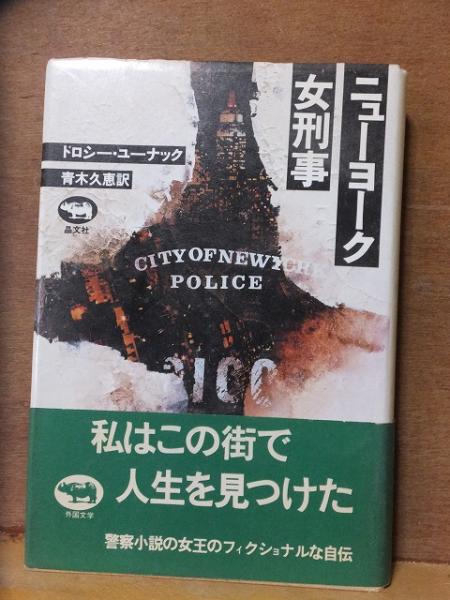 ニューヨーク
女刑事
ドロシー・ユーナック
青木久恵訳
晶文社
CITY OF NEW YORK
POLICE
私はこの街で
人生を見つけた
外国文学
警察小説の女王のフィクショナルな自伝